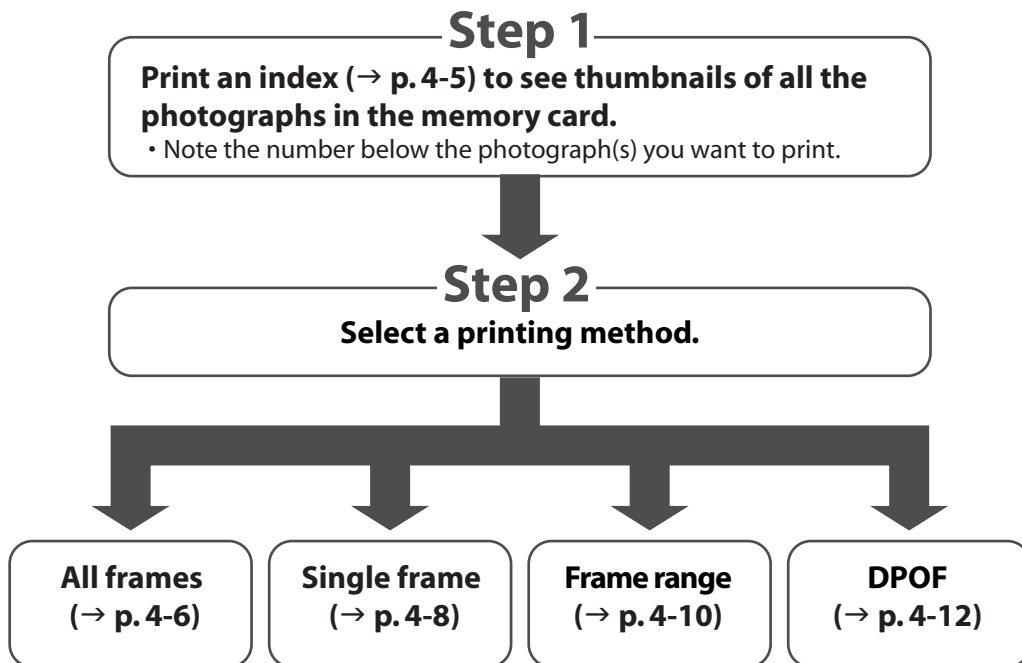 Step 1
Print an index (→ p. 4-5) to see thumbnails of all the
photographs in the memory card.
• Note the number below the photograph(s) you want to print.
Step 2
Select a printing method.
All frames
(→ p. 4-6)
Single frame
(→ p. 4-8)
Frame range
(→ p. 4-10)
DPOF
(→ p. 4-12)